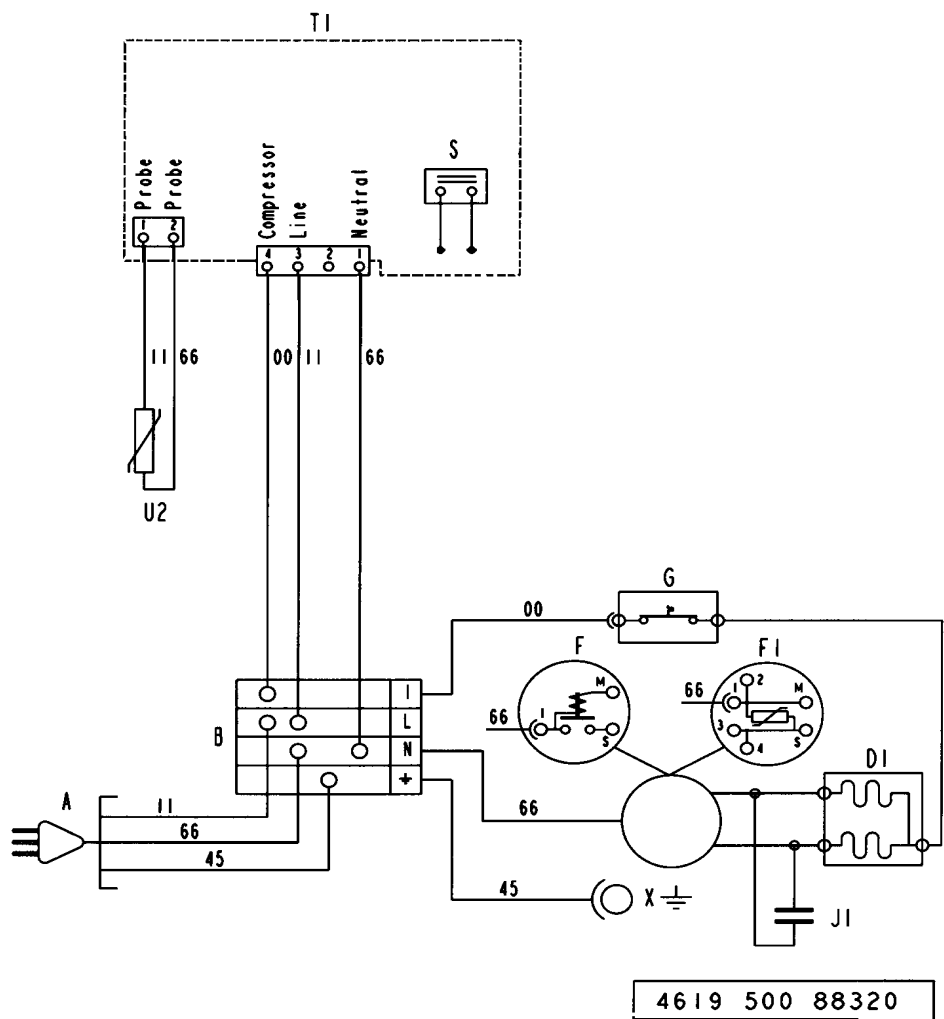 T1
S
Probe
Probe
Compressor
Line
Neutral
1 2
4 3 2 1
11 66
00 11 66
U2
G
00
F
F1
M
66
1
S
66
1
2
M
3
4
S
B
1
L
N
D1
A
11
66
45
66
45
X
J1
4619 500 88320